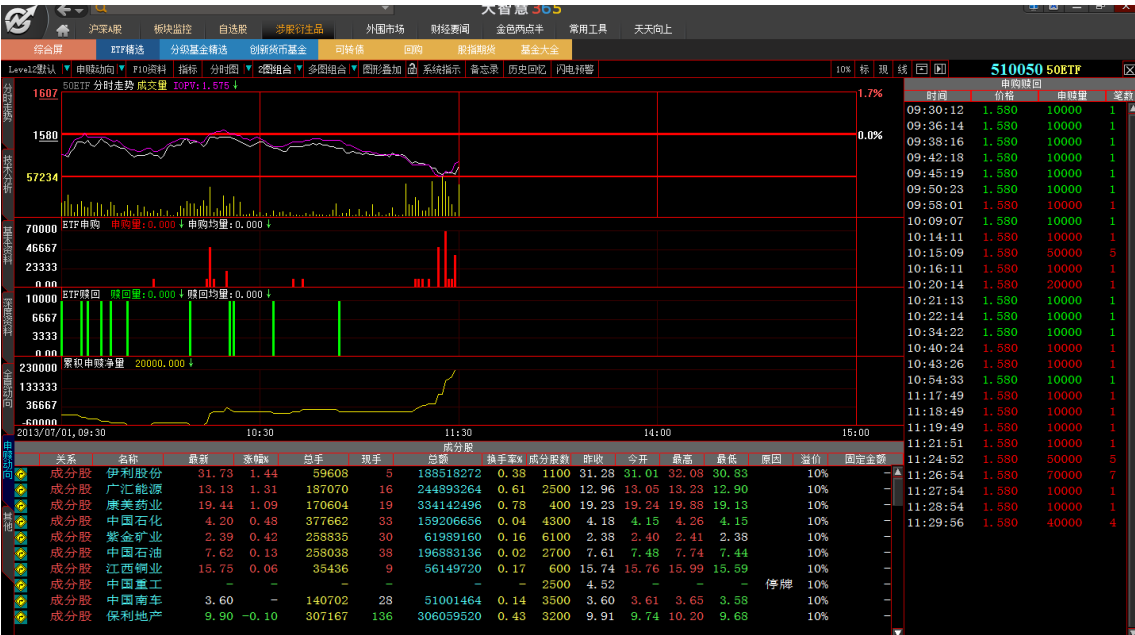 大智慧365
沪深A股 板块监控 自选股 涉股衍生品 外围市场 财经要闻 金色两点半 常用工具 天天向上
综合屏 ETF精选 分级基金精选 创新货币基金 可转债 回购 股指期货 基金大全
Level2默认 申赎动向 F10资料 指标 分时图 2图组合 多图组合 图形叠加 系统指示 备忘录 历史回忆 闪电预警 10% 标 现 线
510050 50ETF
50ETF 分时走势 成交量 IOPV:1.575↓
1607 1.7%
1580 0.0%
57234
ETF申购 申购量:0.000↓申购均量:0.000↓
70000
46667
23333
0.00
ETF赎回 赎回量:0.000↓赎回均量:0.000↓
10000
6667
3333
0.00
累积申赎净量 20000.000↓
230000
133333
36667
-60000
2013/07/01,09:30 10:30 11:30 14:00 15:00
分时走势
技术分析
基本资料
深度资料
全息动向
申赎动向
其他
申购赎回
时间 价格 申赎量 笔数
09:30:12 1.580 10000 1
09:36:14 1.580 10000 1
09:38:16 1.580 10000 1
09:42:18 1.580 10000 1
09:45:19 1.580 10000 1
09:50:23 1.580 10000 1
09:58:01 1.580 10000 1
10:09:07 1.580 10000 1
10:14:11 1.580 10000 1
10:15:09 1.580 50000 5
10:16:11 1.580 10000 1
10:20:14 1.580 20000 1
10:21:13 1.580 10000 1
10:22:14 1.580 10000 1
10:34:22 1.580 10000 1
10:40:24 1.580 10000 1
10:43:26 1.580 10000 1
10:54:33 1.580 10000 1
11:17:49 1.580 10000 1
11:18:49 1.580 10000 1
11:19:49 1.580 10000 1
11:21:51 1.580 10000 1
11:24:52 1.580 50000 5
11:26:54 1.580 70000 7
11:27:54 1.580 10000 1
11:28:54 1.580 10000 1
11:29:56 1.580 40000 4
成分股
关系 名称 最新 涨幅% 总手 现手 总额 换手率% 成分股数 昨收 今开 最高 最低 原因 溢价 固定金额
成分股 伊利股份 31.73 1.44 59608 5 188518272 0.38 1100 31.28 31.01 32.08 30.83 10% -
成分股 广汇能源 13.13 1.31 187070 16 244893264 0.61 2500 12.96 13.05 13.23 12.90 10% -
成分股 康美药业 19.44 1.09 170604 19 334142496 0.78 400 19.23 19.24 19.88 19.13 10% -
成分股 中国石化 4.20 0.48 377662 33 159206656 0.04 4300 4.18 4.15 4.26 4.15 10% -
成分股 紫金矿业 2.39 0.42 258835 30 61989160 0.16 6100 2.38 2.40 2.41 2.38 10% -
成分股 中国石油 7.62 0.13 258038 38 196883136 0.02 2700 7.61 7.48 7.74 7.44 10% -
成分股 江西铜业 15.75 0.06 35436 9 56149720 0.17 600 15.74 15.76 15.99 15.59 10% -
成分股 中国重工 - - - - - - 2500 4.52 - - - 停牌 10% -
成分股 中国南车 3.60 - 140702 28 51001464 0.14 3500 3.60 3.61 3.65 3.58 10% -
成分股 保利地产 9.90 -0.10 307167 136 306059520 0.43 3200 9.91 9.74 10.20 9.68 10% -